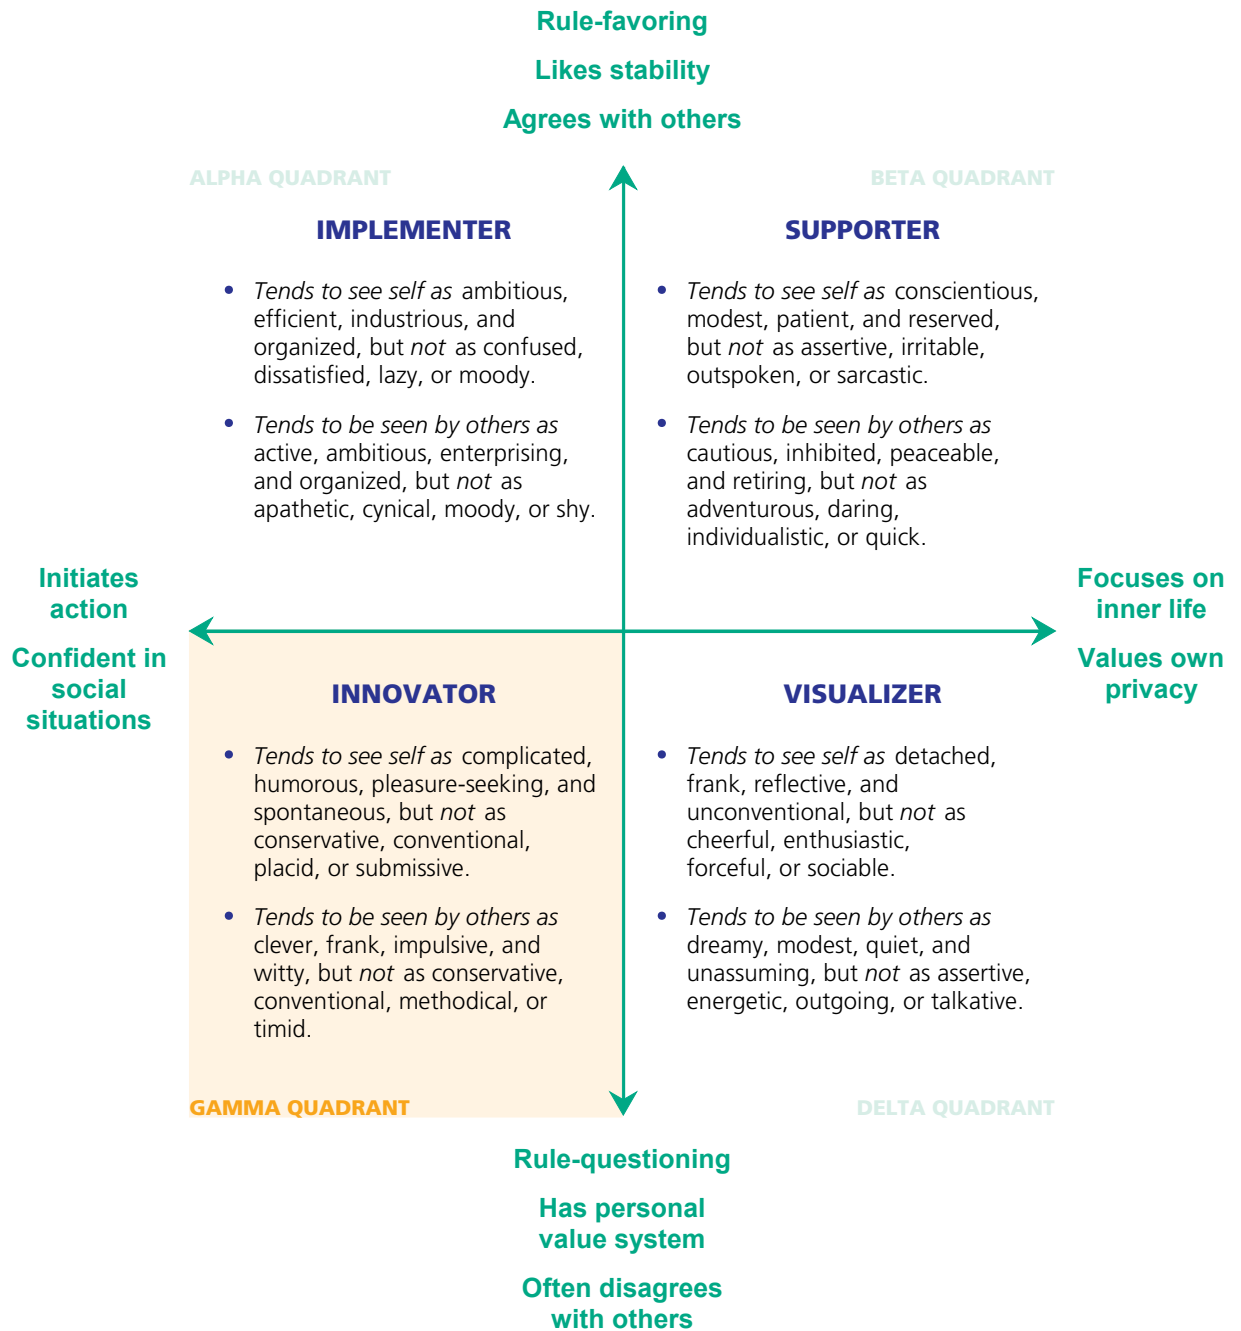 Rule-favoring
Likes stability
Agrees with others
ALPHA QUADRANT
BETA QUADRANT
IMPLEMENTER
• Tends to see self as ambitious,
efficient, industrious, and
organized, but not as confused,
dissatisfied, lazy, or moody.
• Tends to be seen by others as
active, ambitious, enterprising,
and organized, but not as
apathetic, cynical, moody, or shy.
SUPPORTER
• Tends to see self as conscientious,
modest, patient, and reserved,
but not as assertive, irritable,
outspoken, or sarcastic.
• Tends to be seen by others as
cautious, inhibited, peaceable,
and retiring, but not as
adventurous, daring,
individualistic, or quick.
Initiates
action
Confident in
social
situations
Focuses on
inner life
Values own
privacy
INNOVATOR
• Tends to see self as complicated,
humorous, pleasure-seeking, and
spontaneous, but not as
conservative, conventional,
placid, or submissive.
• Tends to be seen by others as
clever, frank, impulsive, and
witty, but not as conservative,
conventional, methodical, or
timid.
VISUALIZER
• Tends to see self as detached,
frank, reflective, and
unconventional, but not as
cheerful, enthusiastic,
forceful, or sociable.
• Tends to be seen by others as
dreamy, modest, quiet, and
unassuming, but not as assertive,
energetic, outgoing, or talkative.
GAMMA QUADRANT
DELTA QUADRANT
Rule-questioning
Has personal
value system
Often disagrees
with others